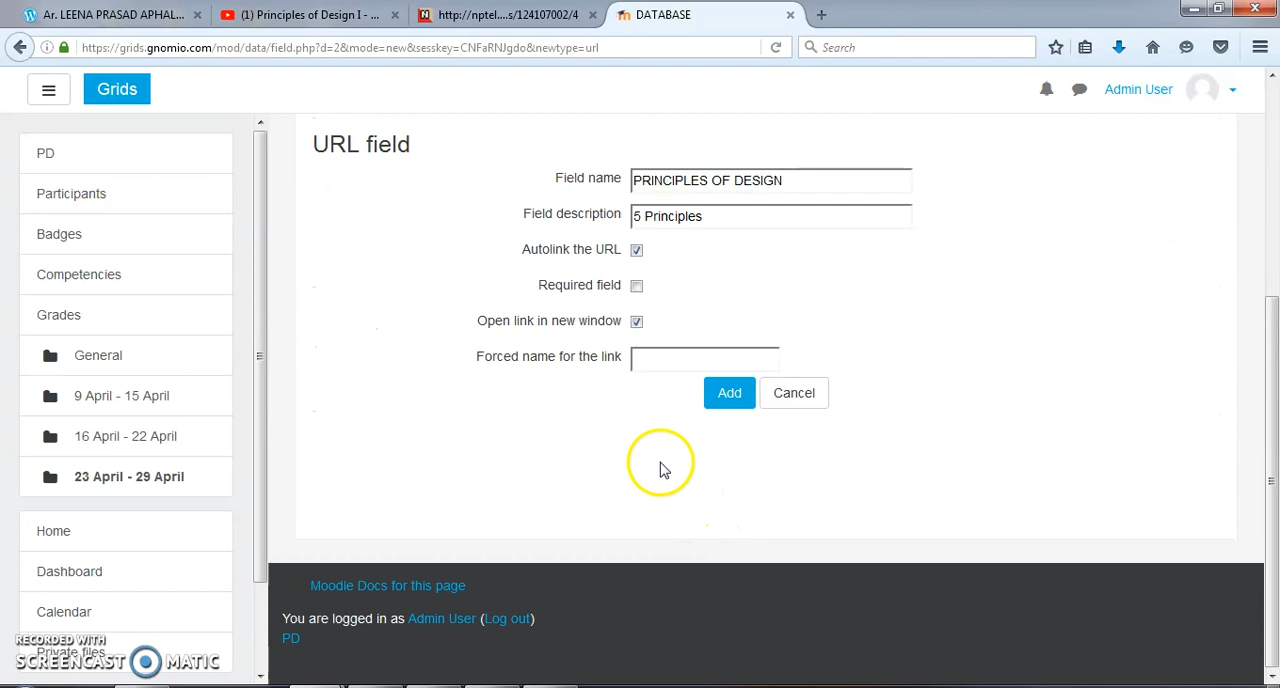 Ar. LEENA PRASAD APHAL...
(1) Principles of Design I - ...
http://nptel....s/124107002/4
DATABASE
https://grids.gnomio.com/mod/data/field.php?d=2&mode=new&sesskey=CNFaRNJgdo&newtype=url
Search
Grids
Admin User
PD
Participants
Badges
Competencies
Grades
General
9 April - 15 April
16 April - 22 April
23 April - 29 April
Home
Dashboard
Calendar
Private files
URL field
Field name
PRINCIPLES OF DESIGN
Field description
5 Principles
Autolink the URL
Required field
Open link in new window
Forced name for the link
Add
Cancel
Moodle Docs for this page
You are logged in as Admin User (Log out)
PD
RECORDED WITH
SCREENCAST MATIC